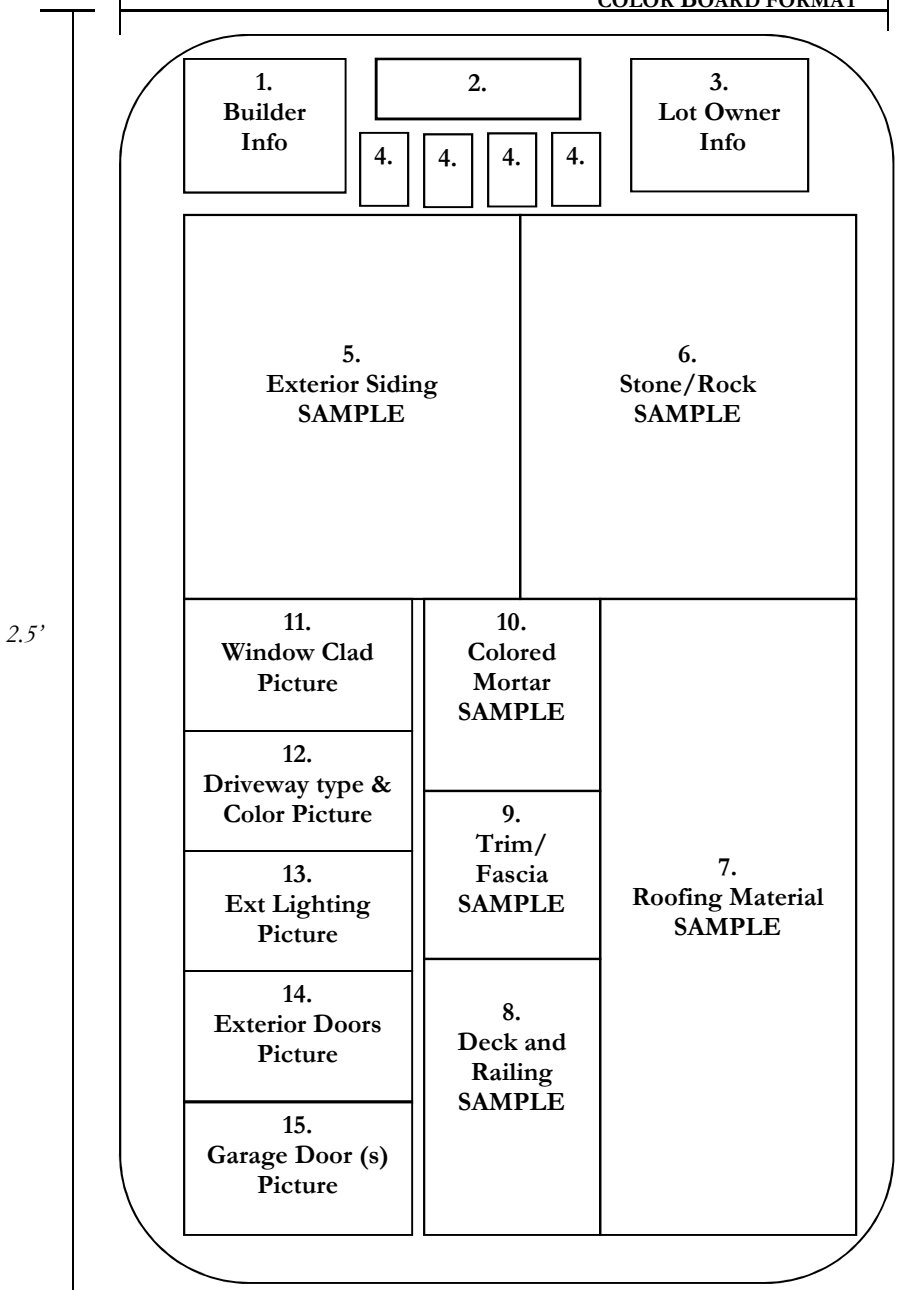 COLOR BOARD FORMAT
1.
Builder
Info
2.
3.
Lot Owner
Info
4.
4.
4.
4.
5.
Exterior Siding
SAMPLE
6.
Stone/Rock
SAMPLE
2.5’
11.
Window Clad
Picture
10.
Colored
Mortar
SAMPLE
12.
Driveway type &
Color Picture
9.
Trim/
Fascia
SAMPLE
7.
Roofing Material
SAMPLE
13.
Ext Lighting
Picture
14.
Exterior Doors
Picture
8.
Deck and
Railing
SAMPLE
15.
Garage Door (s)
Picture